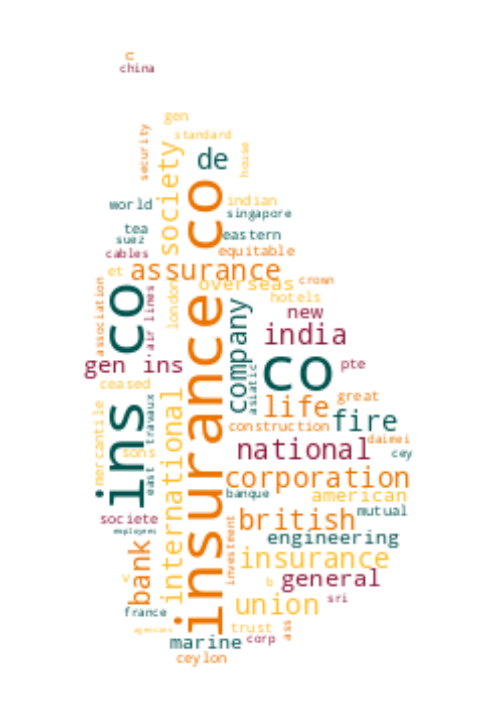 n
china
gen
standard
security
society
de
house
co
world
indian
singapore
tea
suez
eastern
cables
equitable
et
assurance
association
overseas
crown
london
air lines
hotels
ins co
insurance co
company
new
india
gen ins
asiatic
co
pte
ceased
mercantile
travaux
international
life
great
construction
fire
daimei
sons
national
cey
east
corporation
banque
american
mutual
societe
british
employees
engineering
bank
investment
insurance
v
b
general
union
sri
france
agencies
trust
ass
marine
corp
ceylon